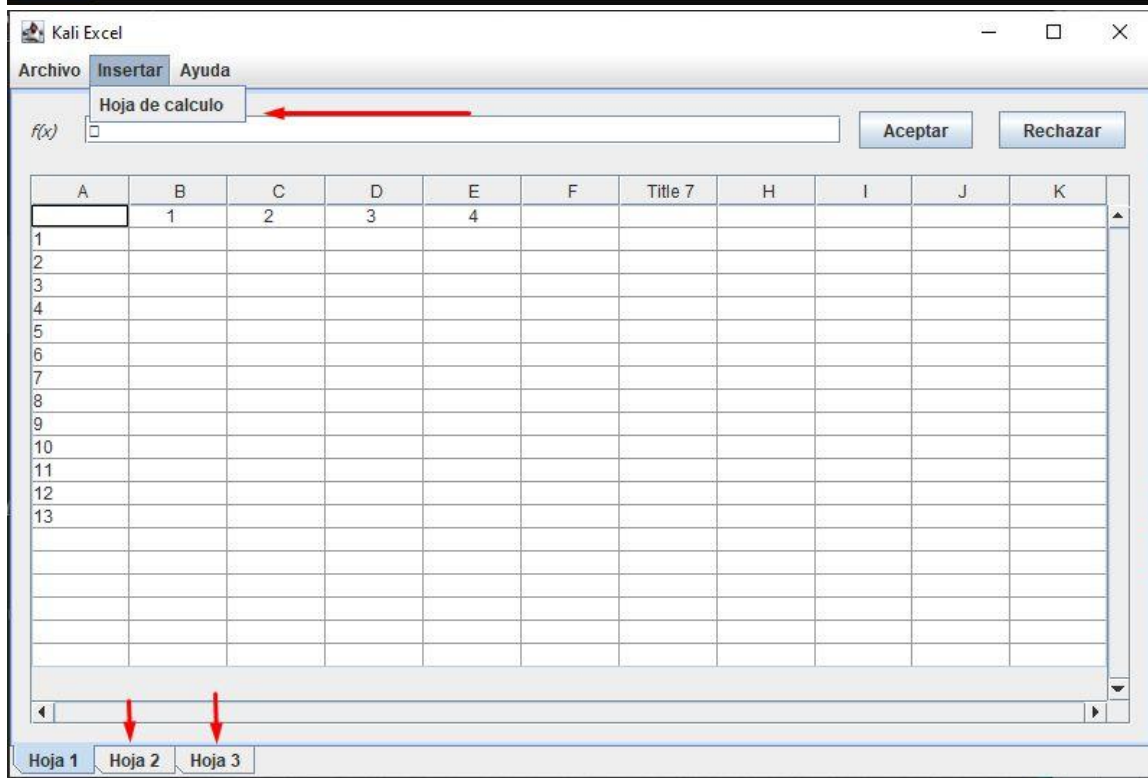 Kali Excel
Archivo Insertar Ayuda
Hoja de calculo
f(x) Aceptar Rechazar
A B C D E F Title 7 H I J K
1 2 3 4
1
2
3
4
5
6
7
8
9
10
11
12
13
Hoja 1 Hoja 2 Hoja 3